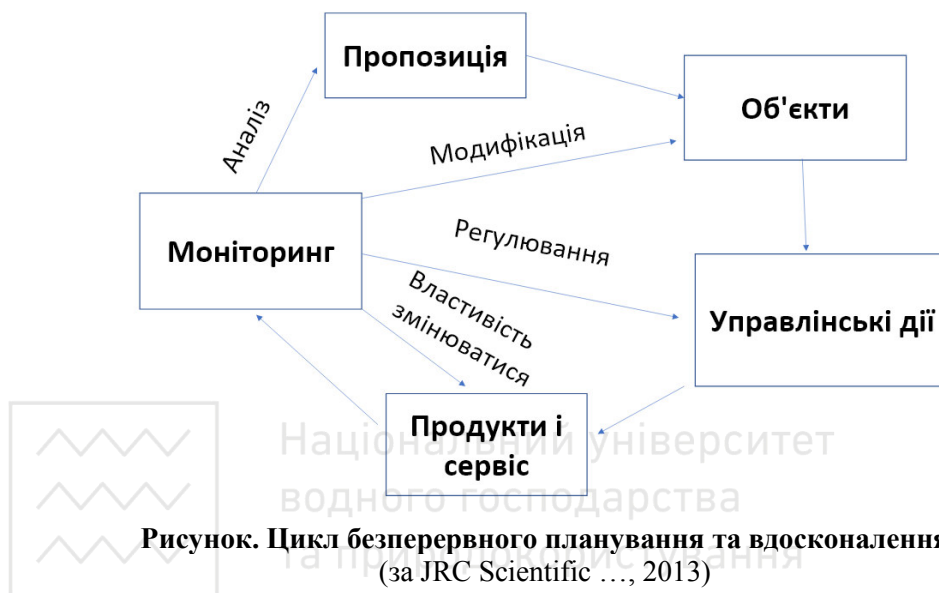 Пропозиція
Об'єкти
Аналіз
Модифікація
Моніторинг
Регулювання
Властивість
змінюватися
Управлінські дії
Продукти і
сервіс
Національний університет
водного господарства
та природокористування
Рисунок. Цикл безперервного планування та вдосконалення
(за JRC Scientific …, 2013)